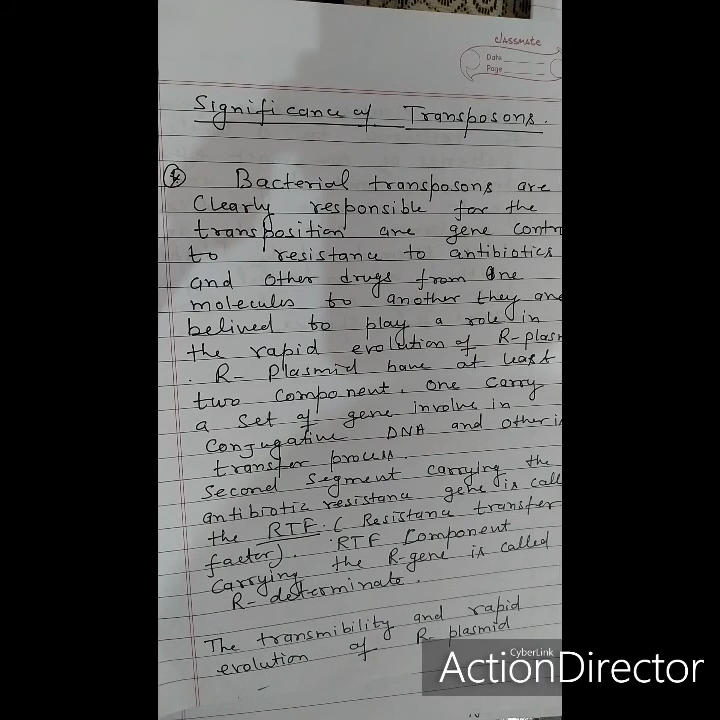 classmate
Date
Page
Significance of Transposons.
Bacterial transposons are
Clearly responsible for the
transposition are gene contro
to resistance to antibiotics
and other drugs from one
molecules to another they are
belived to play a role in
the rapid evolution of R-plasm
. R- Plasmid have at least
two component. one carry
a set of gene involve in
Conjugative DNA and other is
transfer process.
Second segment carrying the
antibiotic resistance gene is call
the RTF. (Resistance transfer
factor). RTF Component
Carrying the R-gene is called
R-determinate.
The transmibility and rapid
evolution of R-plasmid
CyberLink
ActionDirector